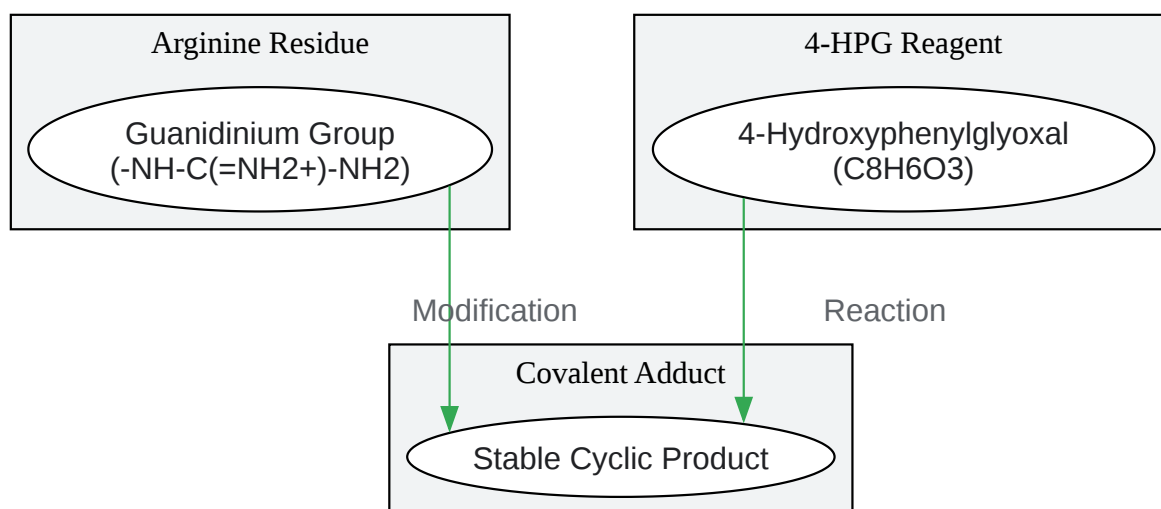 Arginine Residue
4-HPG Reagent
Guanidinium Group
(-NH-C(=NH2+)-NH2)
4-Hydroxyphenylglyoxal
(C8H6O3)
Modification
Reaction
Covalent Adduct
Stable Cyclic Product